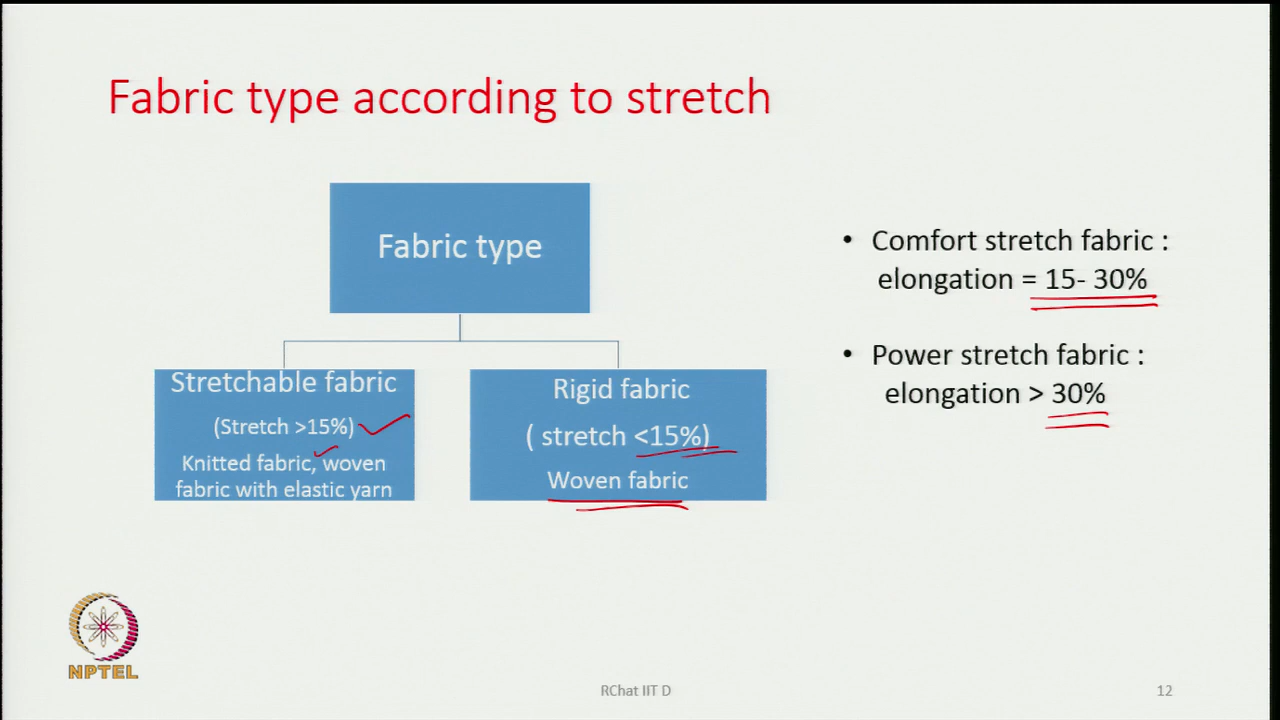 Fabric type according to stretch
Fabric type
Stretchable fabric
(Stretch >15%)
Knitted fabric, woven
fabric with elastic yarn
Rigid fabric
( stretch <15%)
Woven fabric
• Comfort stretch fabric :
elongation = 15- 30%
• Power stretch fabric :
elongation > 30%
NPTEL
RChat IIT D
12